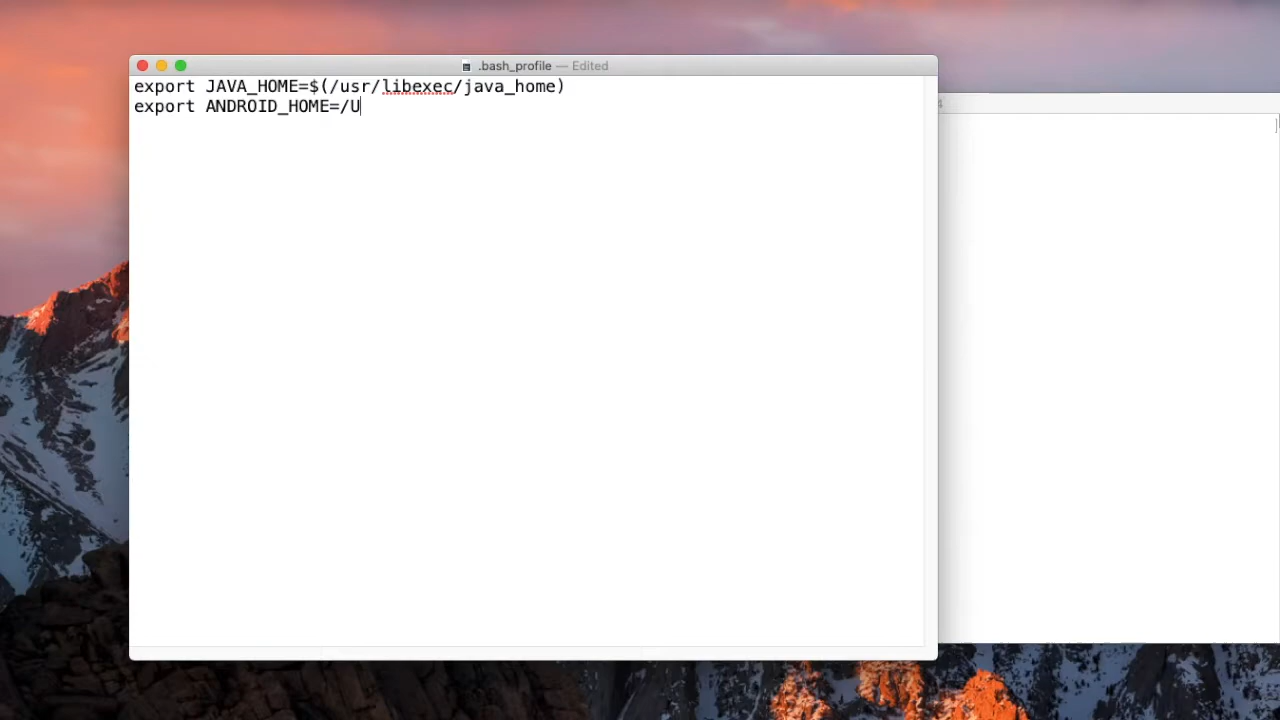 .bash_profile — Edited
export JAVA_HOME=$(/usr/libexec/java_home)
export ANDROID_HOME=/U